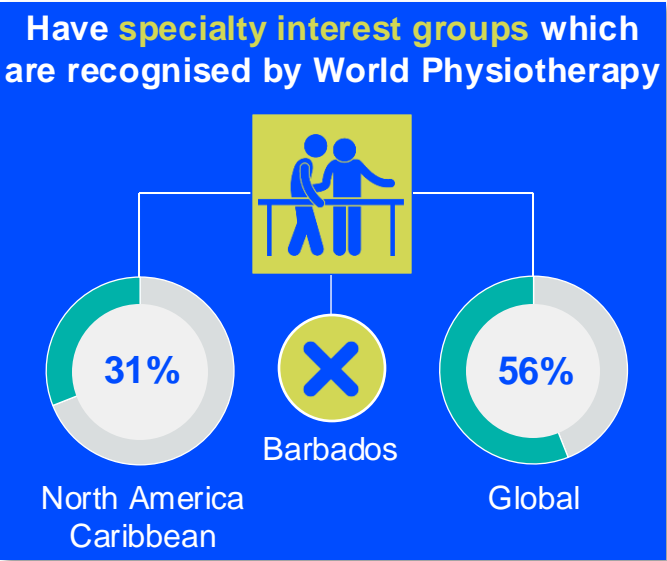 Have specialty interest groups which
are recognised by World Physiotherapy
31%
56%
Barbados
North America
Caribbean
Global